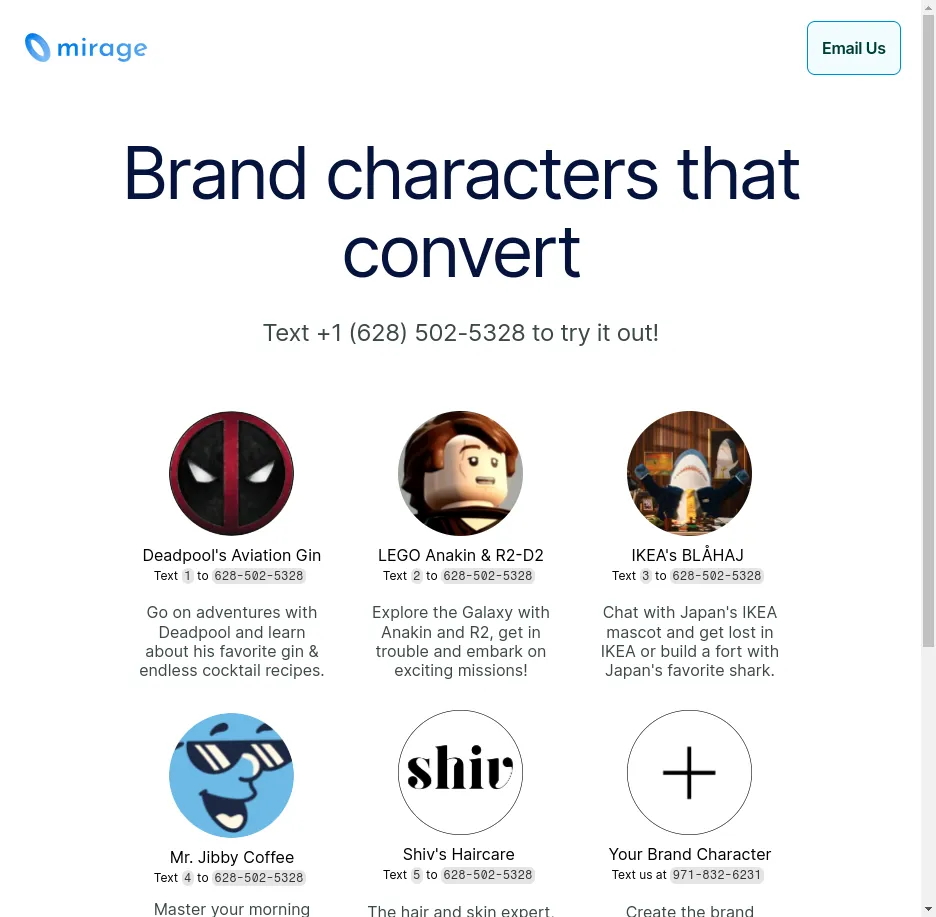 mirage
Email Us
Brand characters that
convert
Text +1 (628) 502-5328 to try it out!
Deadpool's Aviation Gin
Text 1 to 628-502-5328
Go on adventures with
Deadpool and learn
about his favorite gin &
endless cocktail recipes.
LEGO Anakin & R2-D2
Text 2 to 628-502-5328
Explore the Galaxy with
Anakin and R2, get in
trouble and embark on
exciting missions!
IKEA's BLÅHAJ
Text 3 to 628-502-5328
Chat with Japan's IKEA
mascot and get lost in
IKEA or build a fort with
Japan's favorite shark.
Mr. Jibby Coffee
Text 4 to 628-502-5328
Master your morning
shiv
Shiv's Haircare
Text 5 to 628-502-5328
The hair and skin expert,
Your Brand Character
Text us at 971-832-6231
Create the brand